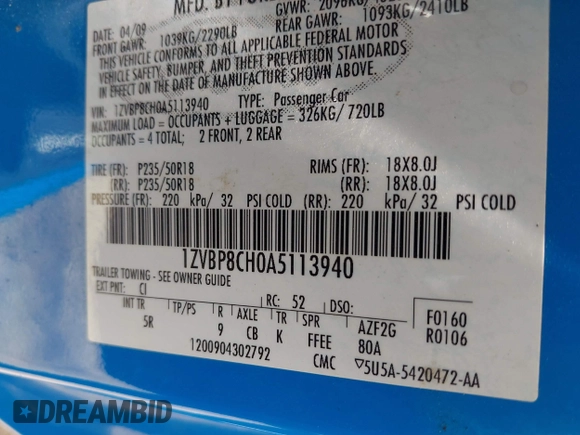 MFD. BY
DATE: 04/09
GVWR:
FRONT GAWR: 1039KG/2290LB
REAR GAWR: 1093KG/2410LB
THIS VEHICLE CONFORMS TO ALL APPLICABLE FEDERAL MOTOR
VEHICLE SAFETY, BUMPER, AND THEFT PREVENTION STANDARDS
IN EFFECT ON THE DATE OF MANUFACTURE SHOWN ABOVE.
VIN: 1ZVBP8CH0A5113940 TYPE: Passenger Car
MAXIMUM LOAD = OCCUPANTS + LUGGAGE = 326KG/720LB
OCCUPANTS = 4 TOTAL; 2 FRONT, 2 REAR
TIRE (FR): P235/50R18 RIMS (FR): 18X8.0J
(RR): P235/50R18 (RR): 18X8.0J
PRESSURE (FR): 220 kPa/ 32 PSI COLD (RR): 220 kPa/ 32 PSI COLD
1ZVBP8CH0A5113940
TRAILER TOWING - SEE OWNER GUIDE
EXT PNT: CI RC: 52 DSO: F0160
INT TR TP/PS R AXLE TR SPR AZF2G R0106
5R 9 CB K FFEE 80A
1200904302792 CMC ▽5U5A-5420472-AA
DREAMBID